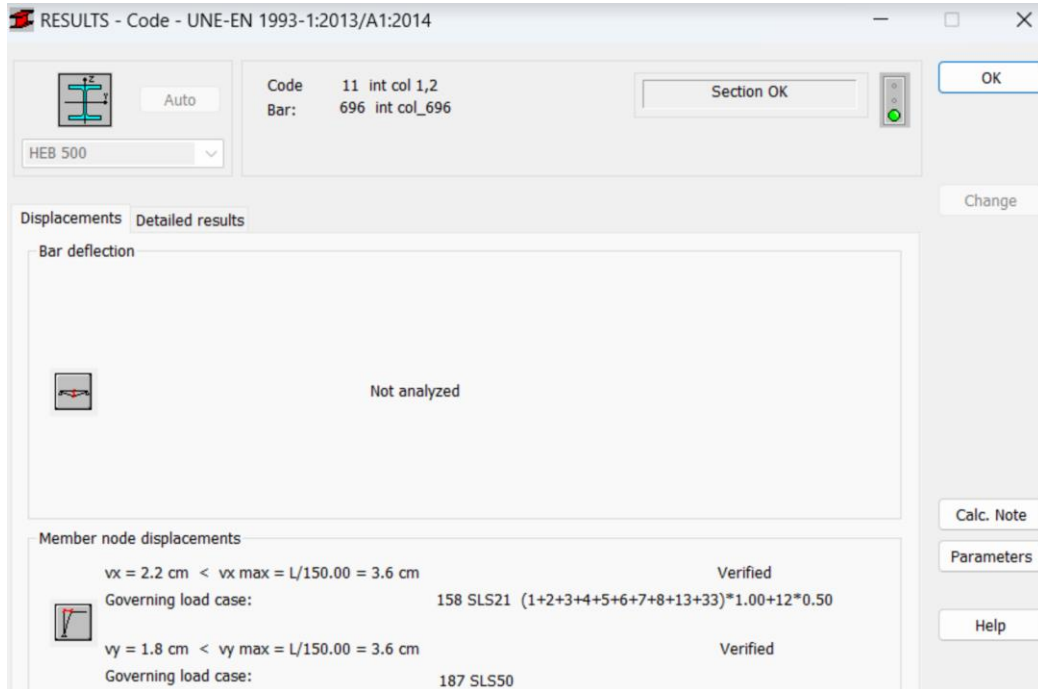 RESULTS - Code - UNE-EN 1993-1:2013/A1:2014
z
y
Auto
HEB 500
Code 11 int col 1,2
Bar: 696 int col_696
Section OK
OK
Change
Displacements Detailed results
Bar deflection
Not analyzed
Calc. Note
Parameters
Help
Member node displacements
vx = 2.2 cm < vx max = L/150.00 = 3.6 cm Verified
Governing load case: 158 SLS21 (1+2+3+4+5+6+7+8+13+33)*1.00+12*0.50
vy = 1.8 cm < vy max = L/150.00 = 3.6 cm Verified
Governing load case: 187 SLS50